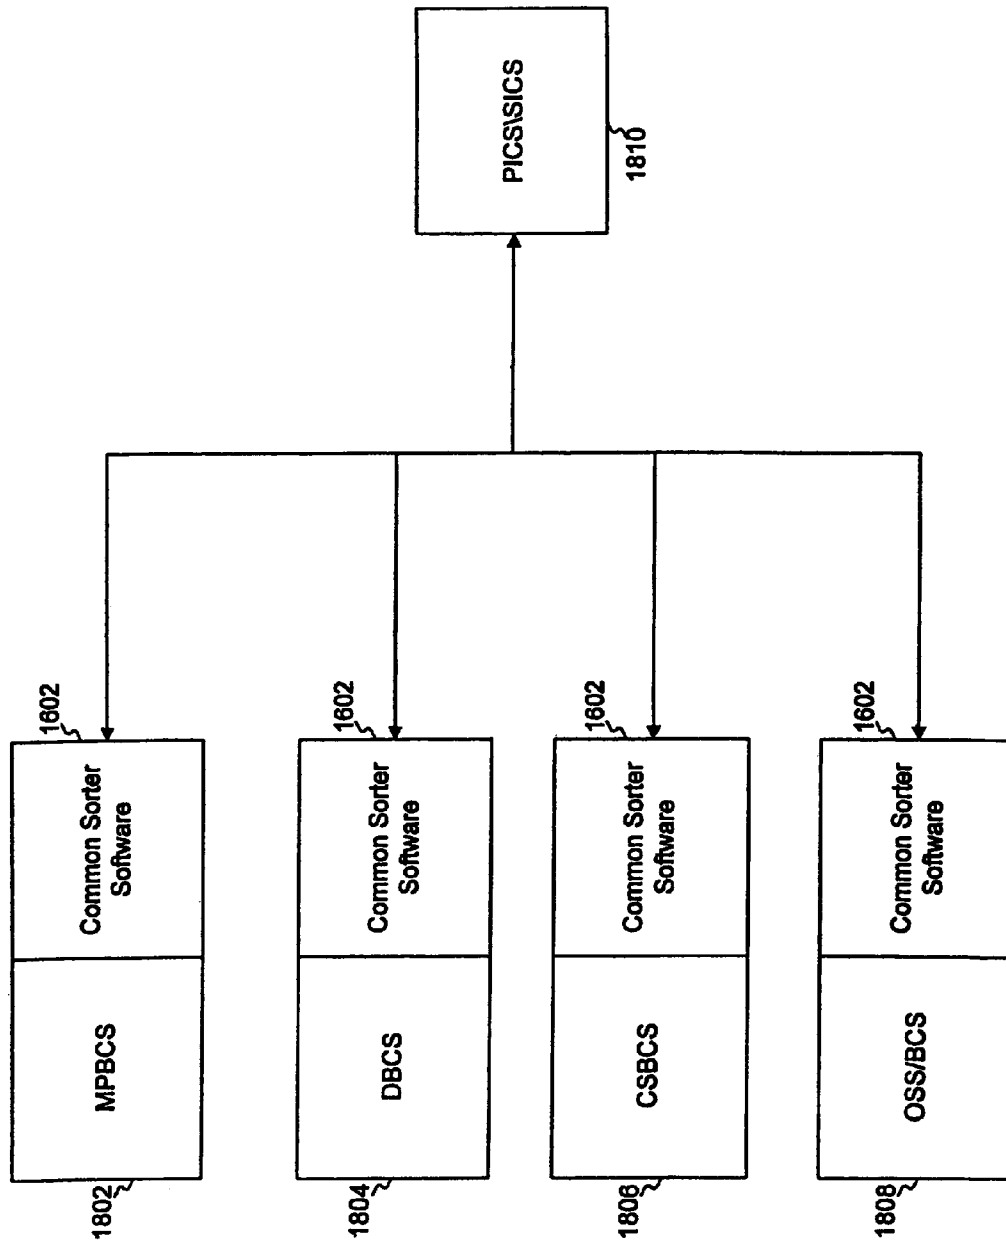 1802
MPBCS
Common Sorter
Software
1602
1804
DBCS
Common Sorter
Software
1602
PICS\SICS
1810
1806
CSBCS
Common Sorter
Software
1602
1808
OSS/BCS
Common Sorter
Software
1602